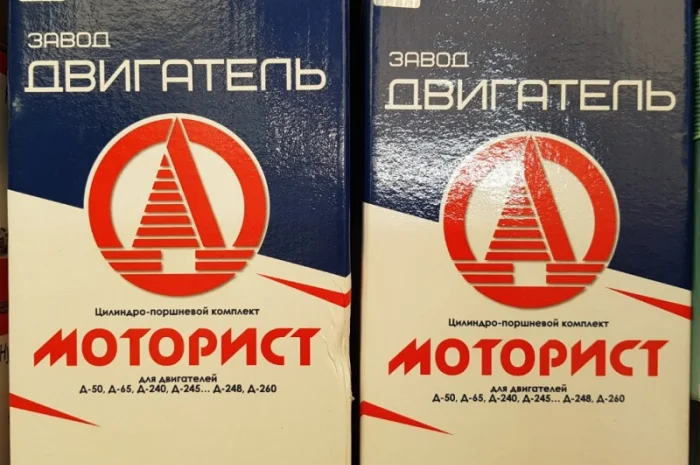 ЗАВОД
ДВИГАТЕЛЬ
Цилиндро-поршневой комплект
МОТОРИСТ
для двигателей
Д-50, Д-65, Д-240, Д-245... Д-248, Д-260
ЗАВОД
ДВИГАТЕЛЬ
Цилиндро-поршневой комплект
МОТОРИСТ
для двигателей
Д-50, Д-65, Д-240, Д-245... Д-248, Д-260